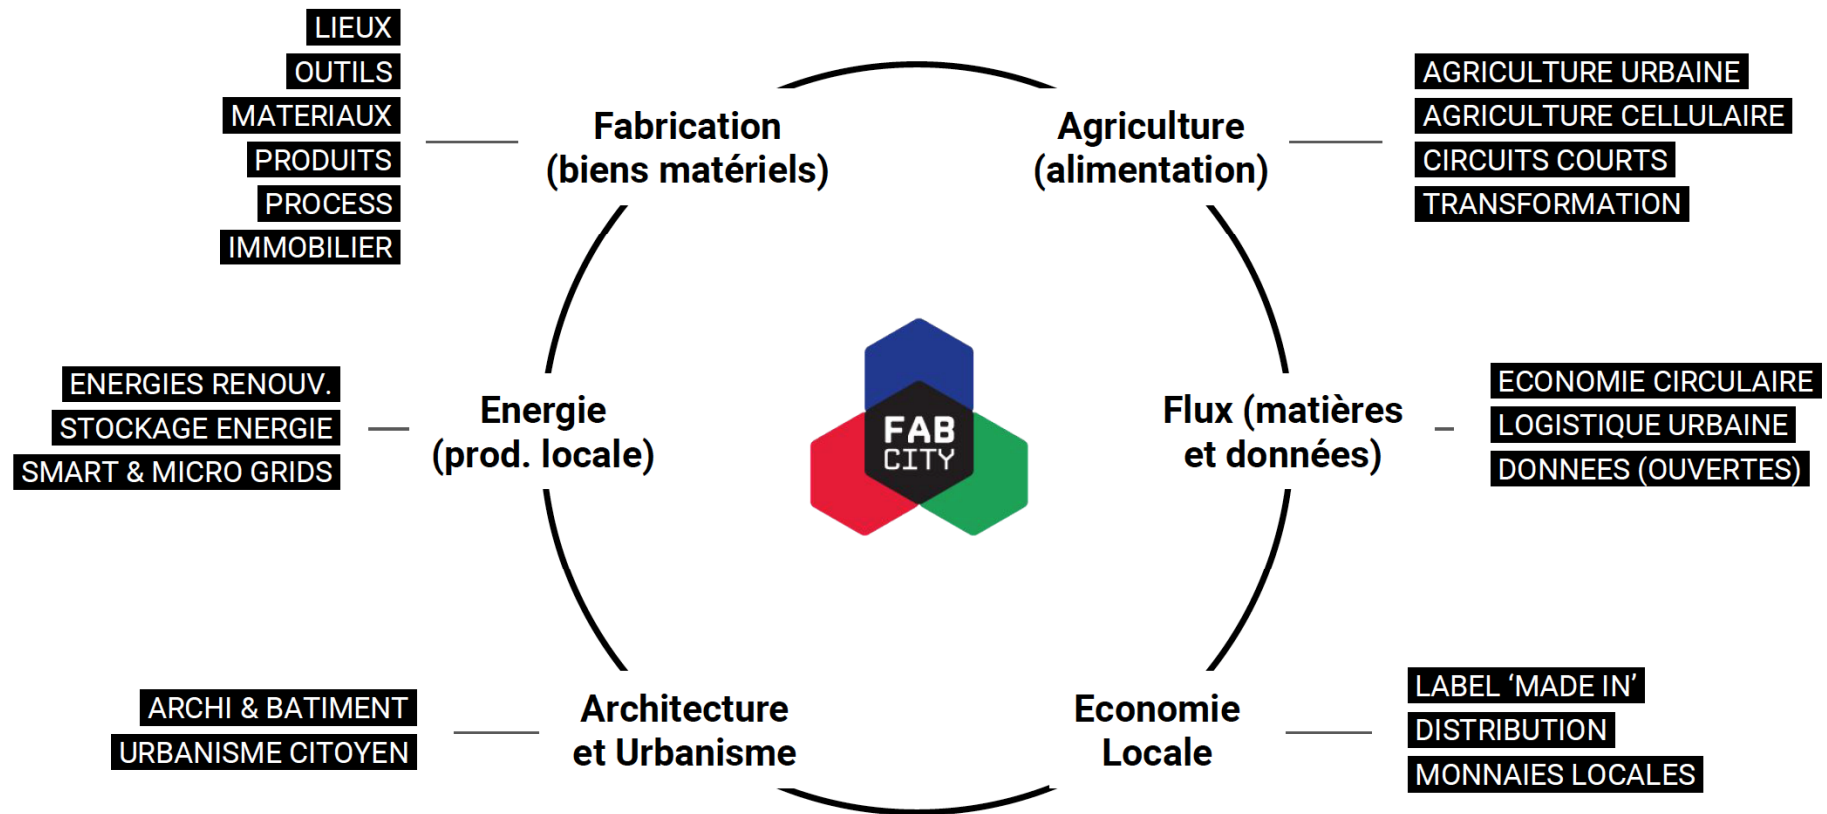 LIEUX
OUTILS
MATERIAUX
PRODUITS
PROCESS
IMMOBILIER
Fabrication
(biens matériels)
Agriculture
(alimentation)
AGRICULTURE URBAINE
AGRICULTURE CELLULAIRE
CIRCUITS COURTS
TRANSFORMATION
ENERGIES RENOUV.
STOCKAGE ENERGIE
SMART & MICRO GRIDS
Energie
(prod. locale)
FAB
CITY
Flux (matières
et données)
ECONOMIE CIRCULAIRE
LOGISTIQUE URBAINE
DONNEES (OUVERTES)
ARCHI & BATIMENT
URBANISME CITOYEN
Architecture
et Urbanisme
Economie
Locale
LABEL ‘MADE IN’
DISTRIBUTION
MONNAIES LOCALES